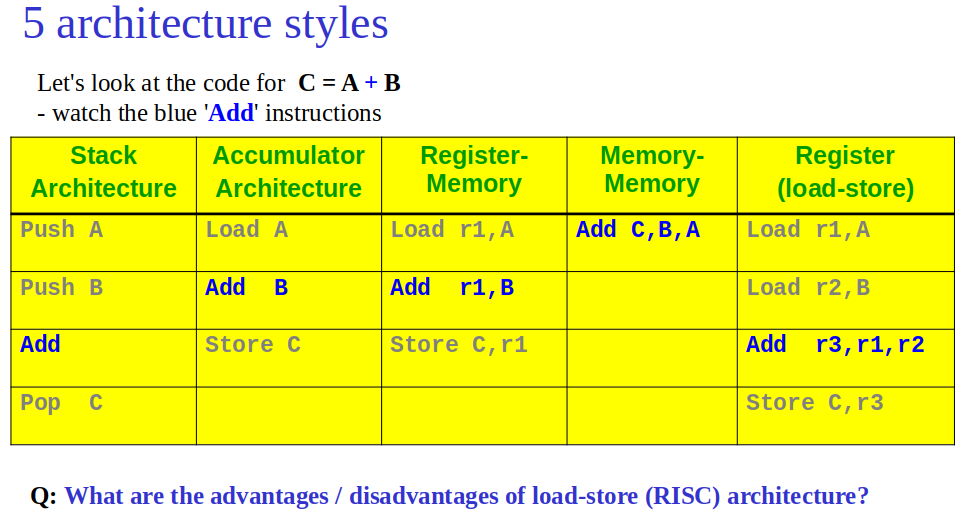 5 architecture styles
Let's look at the code for C = A + B
- watch the blue 'Add' instructions
Stack Architecture Accumulator Architecture Register-Memory Memory-Memory Register (load-store)
Push A Load A Load r1,A Add C,B,A Load r1,A
Push B Add B Add r1,B Load r2,B
Add Store C Store C,r1 Add r3,r1,r2
Pop C Store C,r3
Q: What are the advantages / disadvantages of load-store (RISC) architecture?